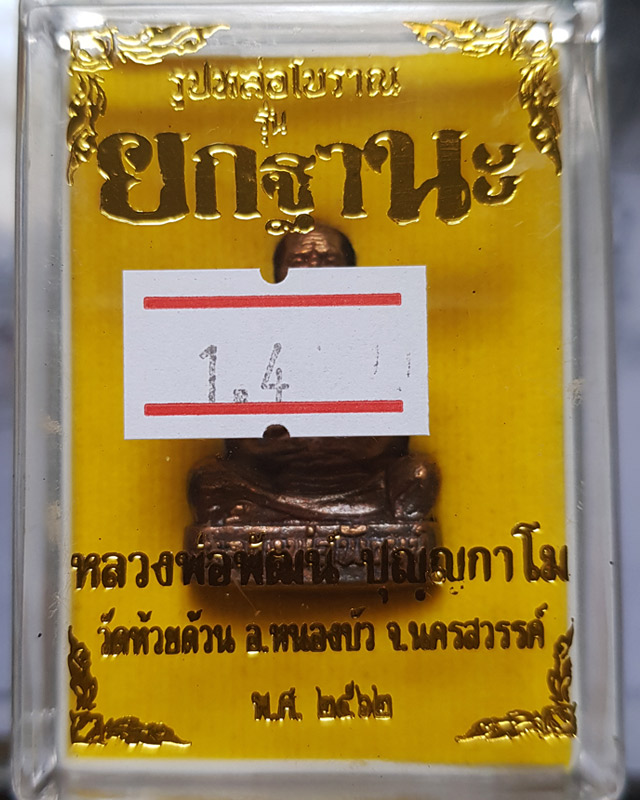 รูปหล่อโบราณ
รุ่น
ยกฐานะ
1.4
หลวงพ่อพัฒน์ ปุญฺญกาโม
วัดห้วยด้วน อ.หนองบัว จ.นครสวรรค์
พ.ศ. ๒๕๖๒